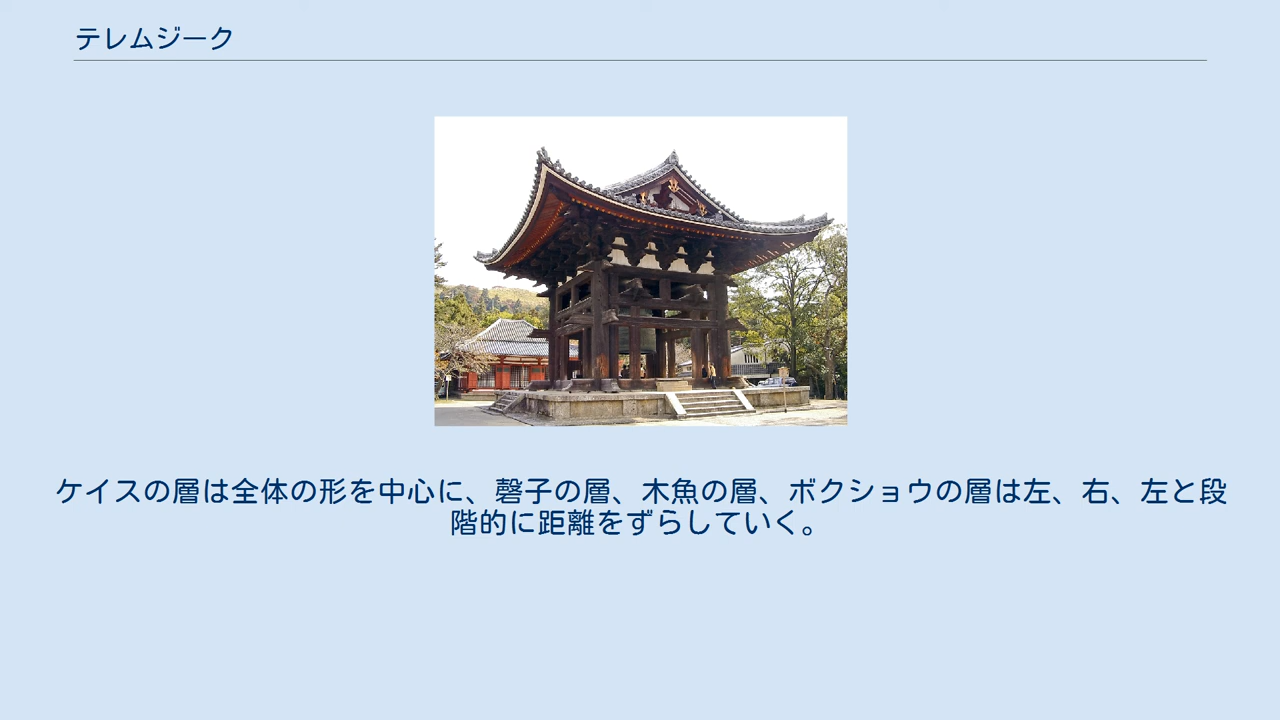 テレムジーク
ケイスの層は全体の形を中心に、磬子の層、木魚の層、ボクショウの層は左、右、左と段
階的に距離をずらしていく。